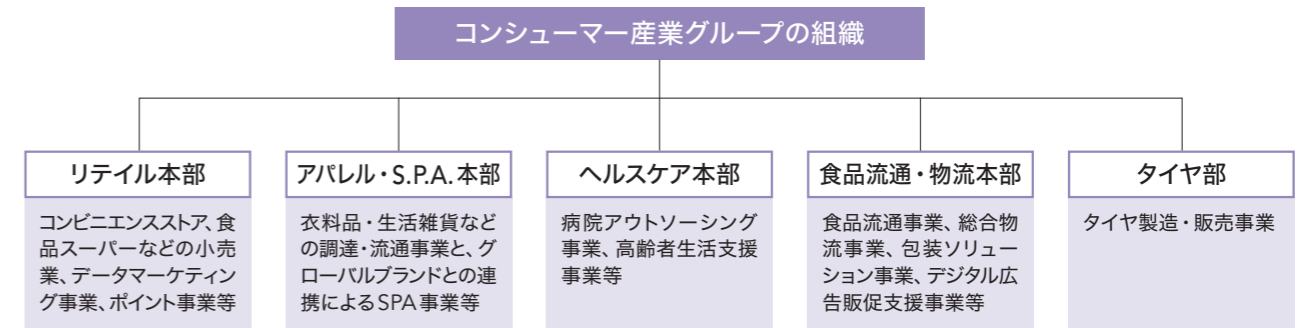 コンシューマー産業グループの組織
リテイル本部
コンビニエンスストア、食
品スーパーなどの小売
業、データマーケティン
グ事業、ポイント事業等
アパレル・S.P.A.本部
衣料品・生活雑貨など
の調達・流通事業と、グ
ローバルブランドとの連
携によるSPA事業等
ヘルスケア本部
病院アウトソーシング
事業、高齢者生活支援
事業等
食品流通・物流本部
食品流通事業、総合物
流事業、包装ソリュー
ション事業、デジタル広
告販促支援事業等
タイヤ部
タイヤ製造・販売事業